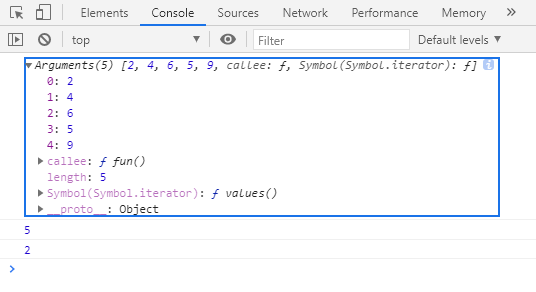 Elements Console Sources Network Performance Memory »
top Filter Default levels
Arguments(5) [2, 4, 6, 5, 9, callee: ƒ, Symbol(Symbol.iterator): ƒ] i
0: 2
1: 4
2: 6
3: 5
4: 9
callee: ƒ fun()
length: 5
Symbol(Symbol.iterator): ƒ values()
__proto__: Object
5
2
>